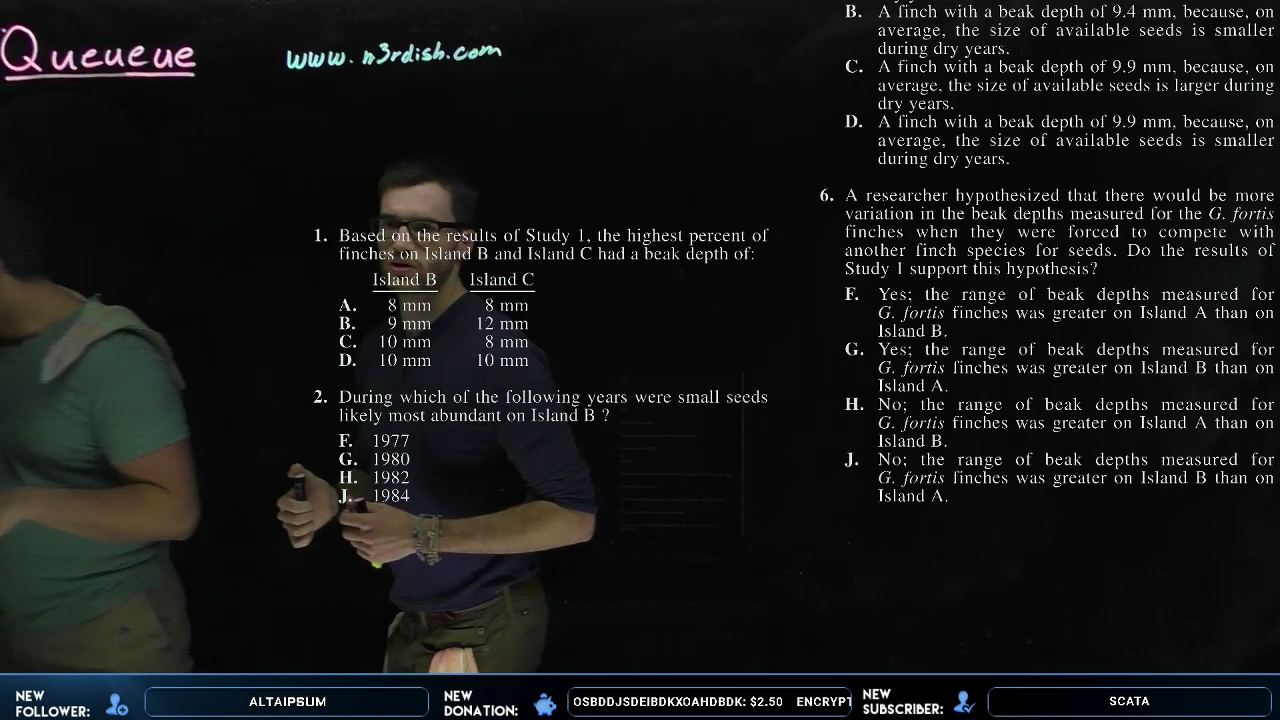 Queueue
www.n3rdish.com
1. Based on the results of Study 1, the highest percent of
finches on Island B and Island C had a beak depth of:
Island B Island C
A. 8 mm 8 mm
B. 9 mm 12 mm
C. 10 mm 8 mm
D. 10 mm 10 mm
2. During which of the following years were small seeds
likely most abundant on Island B ?
F. 1977
G. 1980
H. 1982
J. 1984
B. A finch with a beak depth of 9.4 mm, because, on
average, the size of available seeds is smaller
during dry years.
C. A finch with a beak depth of 9.9 mm, because, on
average, the size of available seeds is larger during
dry years.
D. A finch with a beak depth of 9.9 mm, because, on
average, the size of available seeds is smaller
during dry years.
6. A researcher hypothesized that there would be more
variation in the beak depths measured for the G. fortis
finches when they were forced to compete with
another finch species for seeds. Do the results of
Study 1 support this hypothesis?
F. Yes; the range of beak depths measured for
G. fortis finches was greater on Island A than on
Island B.
G. Yes; the range of beak depths measured for
G. fortis finches was greater on Island B than on
Island A.
H. No; the range of beak depths measured for
G. fortis finches was greater on Island A than on
Island B.
J. No; the range of beak depths measured for
G. fortis finches was greater on Island B than on
Island A.
NEW
FOLLOWER:
ALTAIPSUM
NEW
DONATION:
OSBDDJSDEIBDKXOAHDBDK: $2.50 ENCRYPT
NEW
SUBSCRIBER:
SCATA